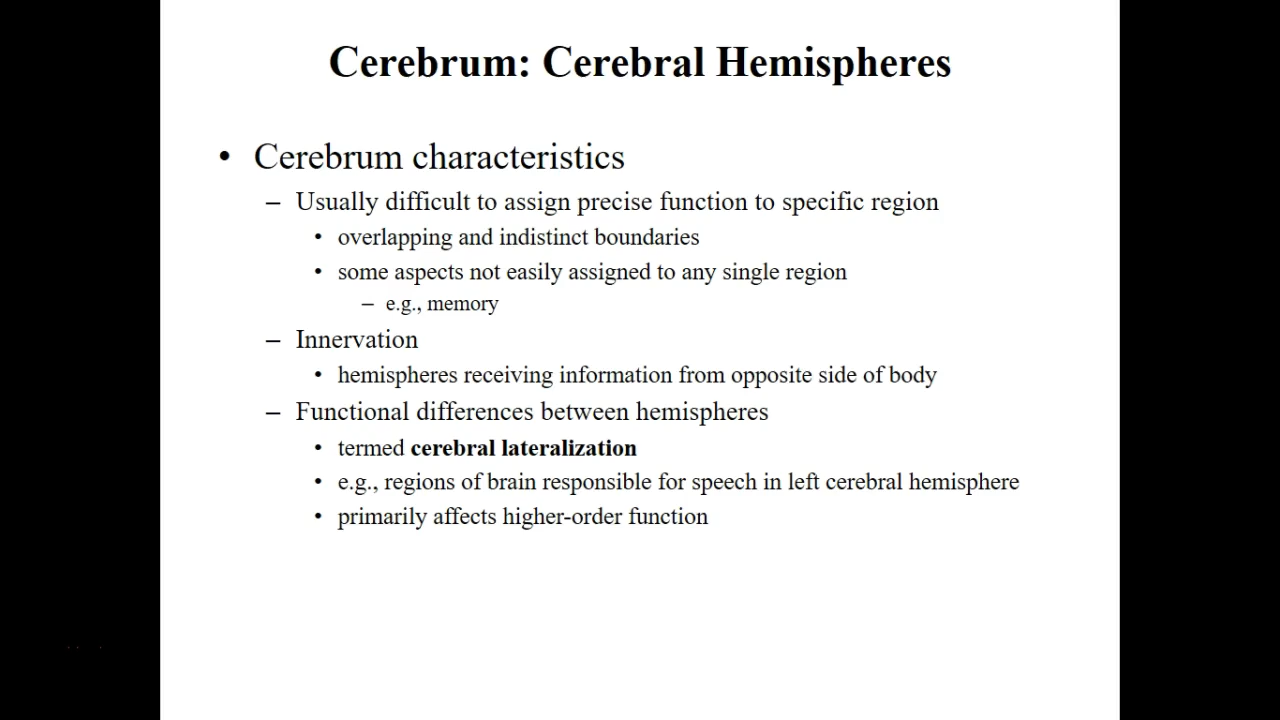 Cerebrum: Cerebral Hemispheres
• Cerebrum characteristics
– Usually difficult to assign precise function to specific region
• overlapping and indistinct boundaries
• some aspects not easily assigned to any single region
– e.g., memory
– Innervation
• hemispheres receiving information from opposite side of body
– Functional differences between hemispheres
• termed cerebral lateralization
• e.g., regions of brain responsible for speech in left cerebral hemisphere
• primarily affects higher-order function